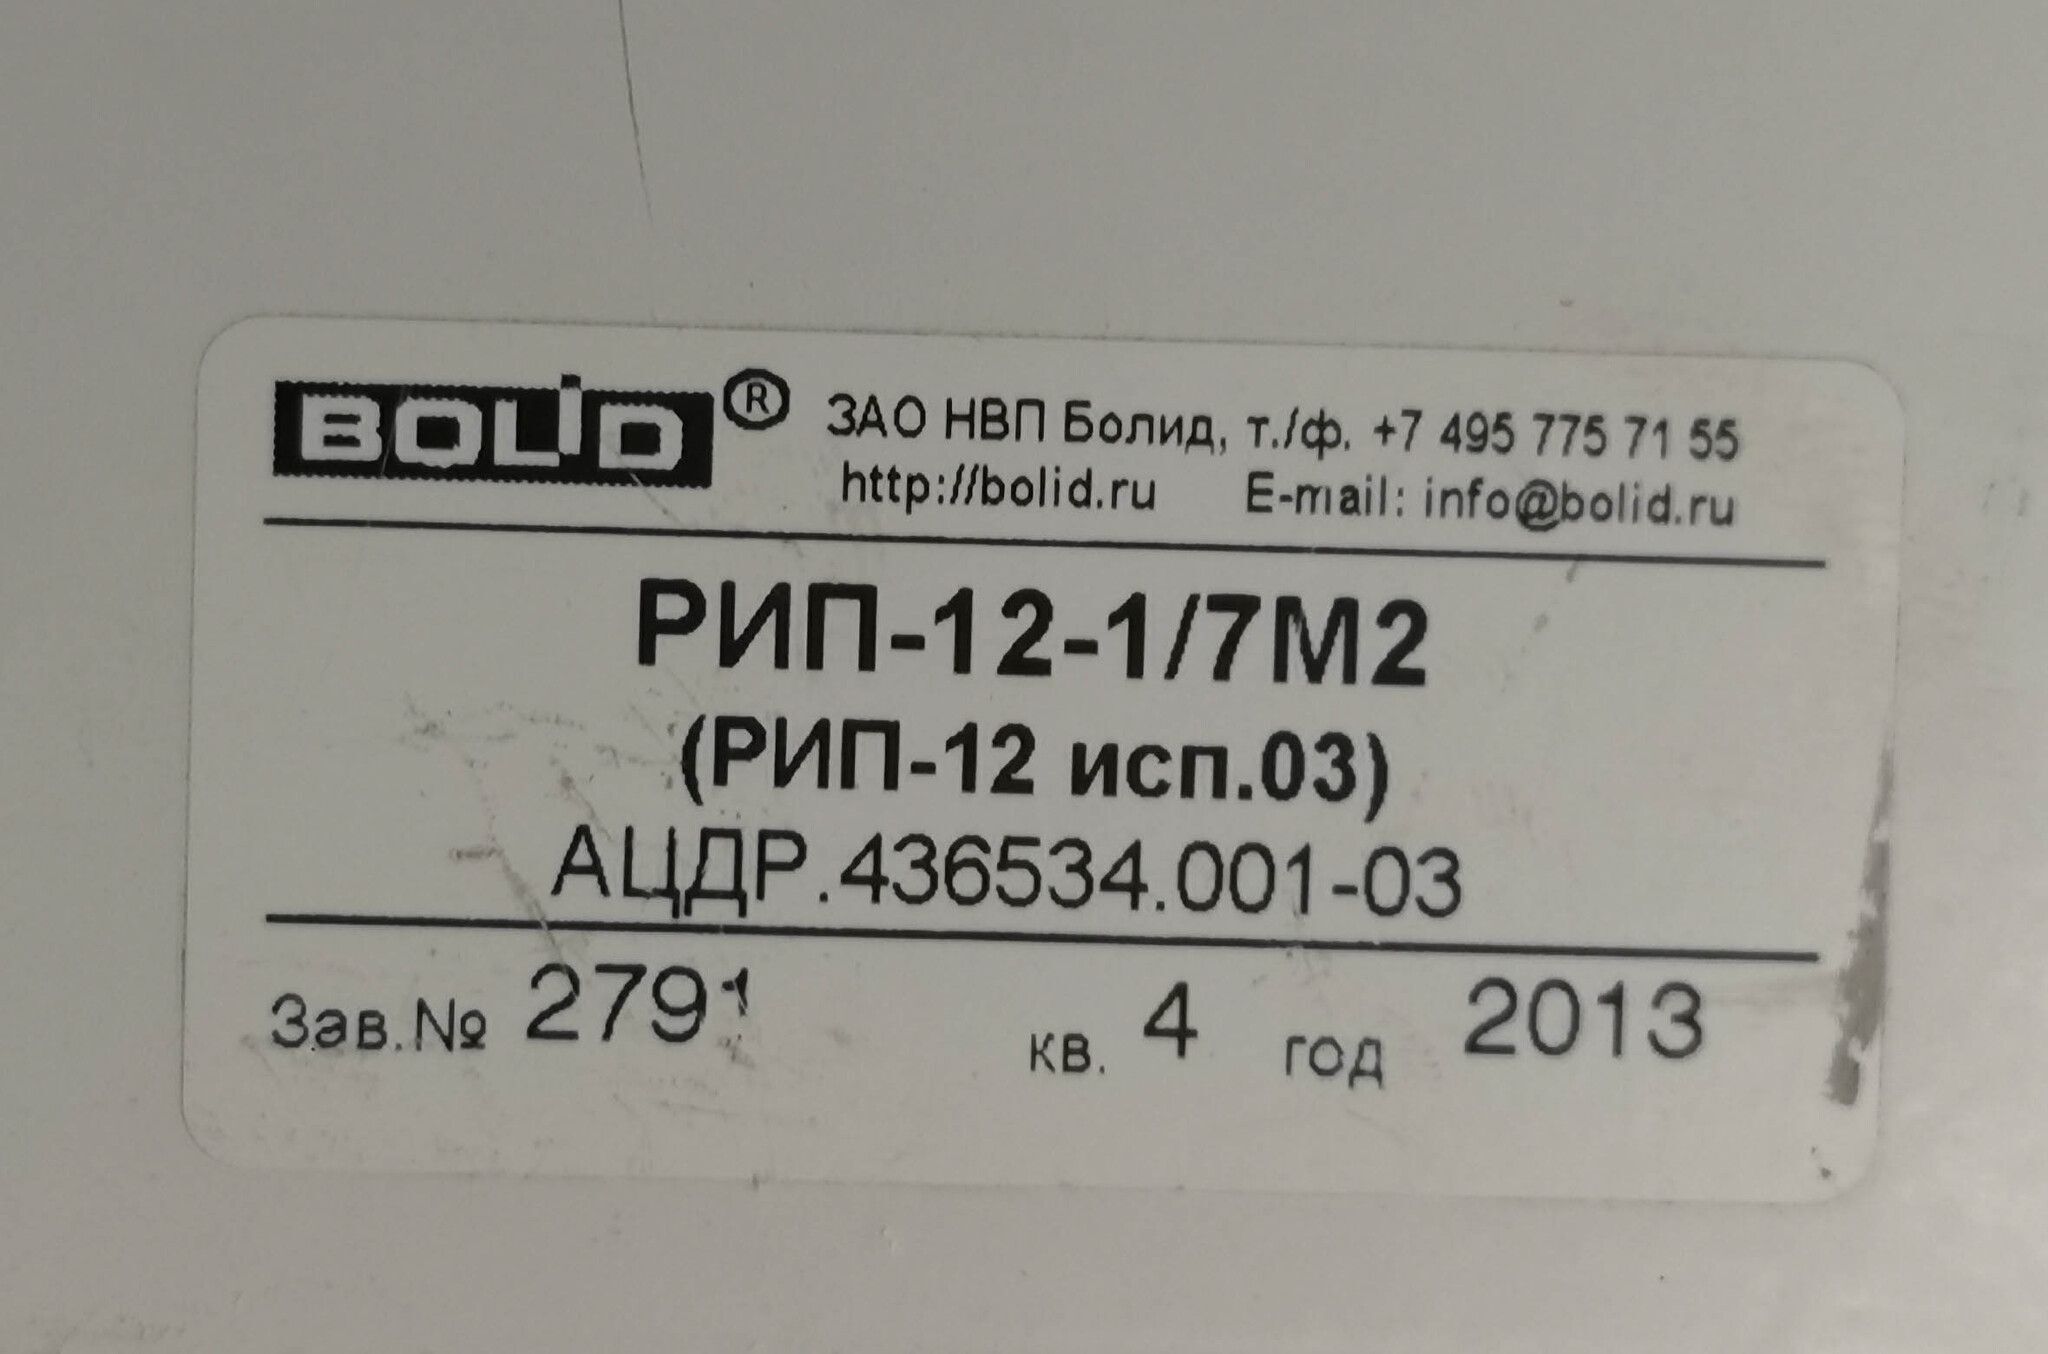 BOLID® ЗАО НВП Болид, т./ф. +7 495 775 71 55
http://bolid.ru E-mail: info@bolid.ru
РИП-12-1/7М2
(РИП-12 исп.03)
АЦДР.436534.001-03
Зав.№ 2791 кв. 4 год 2013